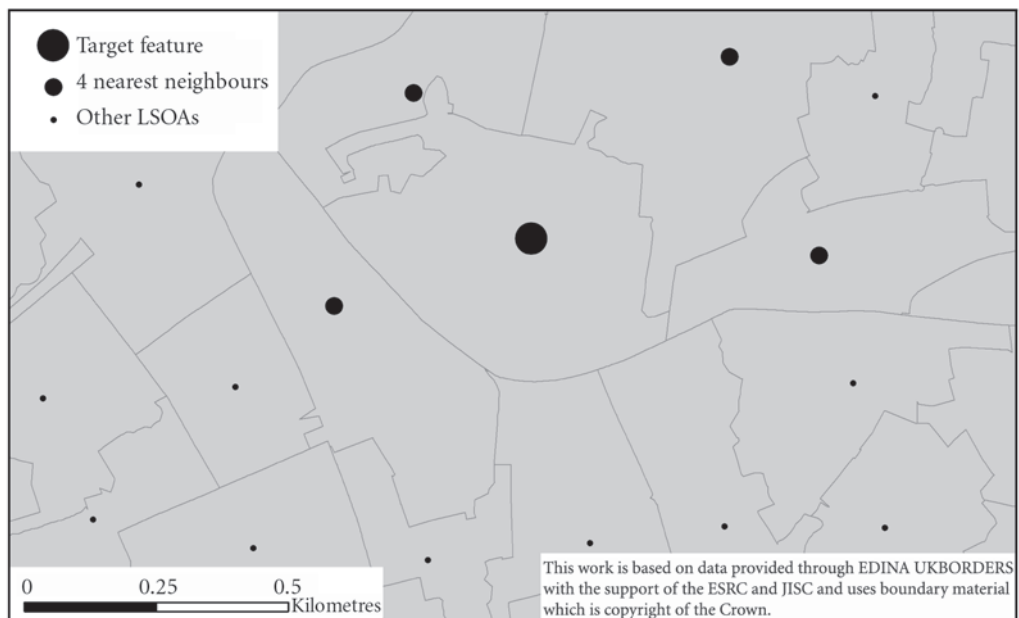 Target feature
4 nearest neighbours
Other LSOAs
0 0.25 0.5
Kilometres
This work is based on data provided through EDINA UKBORDERS
with the support of the ESRC and JISC and uses boundary material
which is copyright of the Crown.